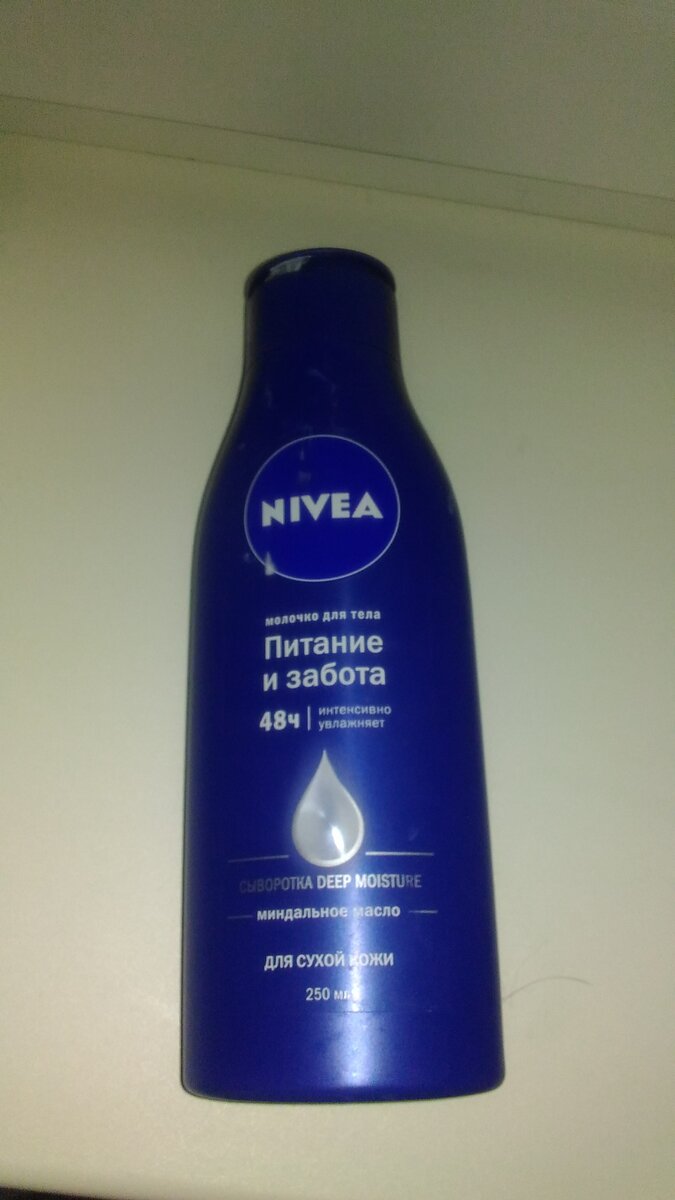 NIVEA
молочко для тела
Питание
и забота
48ч | интенсивно
увлажняет
СЫВОРОТКА DEEP MOISTURE
миндальное масло
ДЛЯ СУХОЙ КОЖИ
250 мл